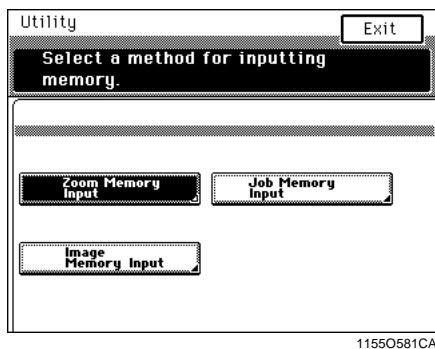 Utility
Exit
Select a method for inputting
memory.
Zoom Memory
Input
Job Memory
Input
Image
Memory Input
1155O581CA